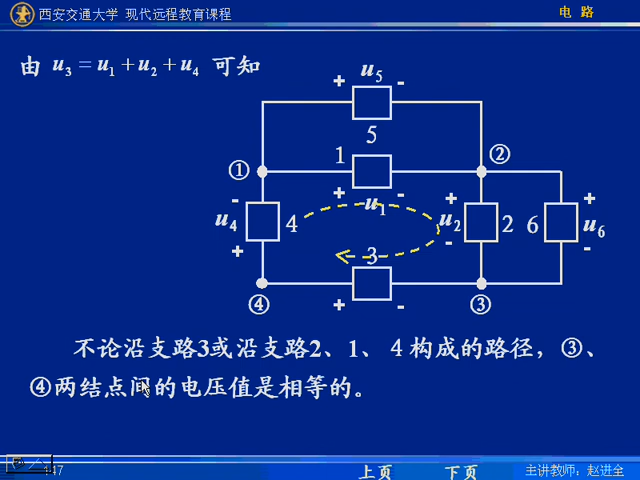 西安交通大学 现代远程教育课程
电 路
由 u₃ = u₁ + u₂ + u₄ 可知
+ u₅ -
5
① 1 ②
+ u₁ -
- u₄ + 4
+ u₂ - 2
6 + u₆ -
3
④ + - ③
不论沿支路3或沿支路2、1、4构成的路径，③、
④两结点间的电压值是相等的。
上页 下页
主讲教师：赵进全